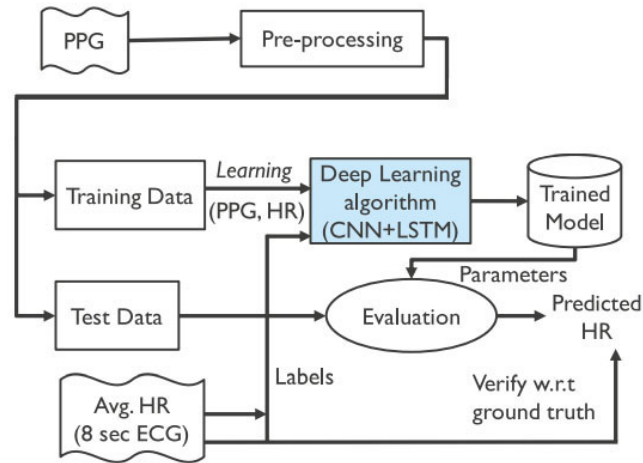 PPG
Pre-processing
Training Data
Learning
(PPG, HR)
Deep Learning
algorithm
(CNN+LSTM)
Trained
Model
Parameters
Test Data
Evaluation
Predicted
HR
Labels
Avg. HR
(8 sec ECG)
Verify w.r.t
ground truth